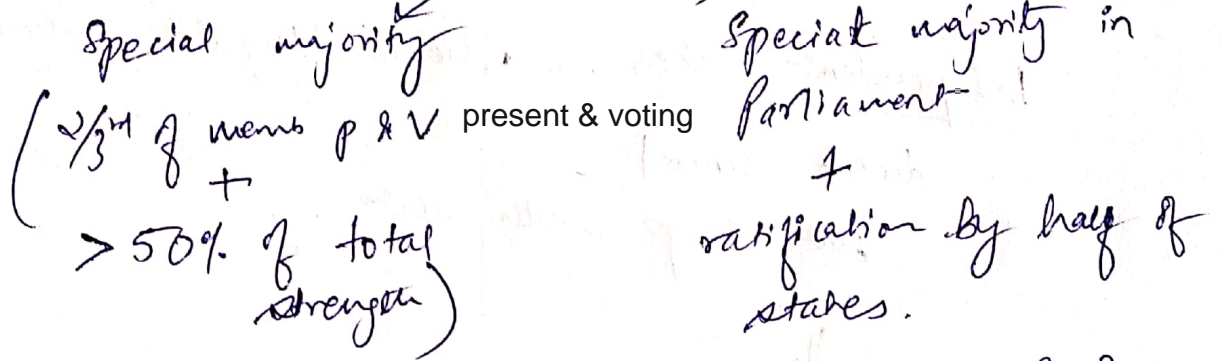 Special majority
(2/3rd of memb p & V present & voting
+
> 50% of total
strength)
Special majority in
Parliament
+
ratification by half of
states.